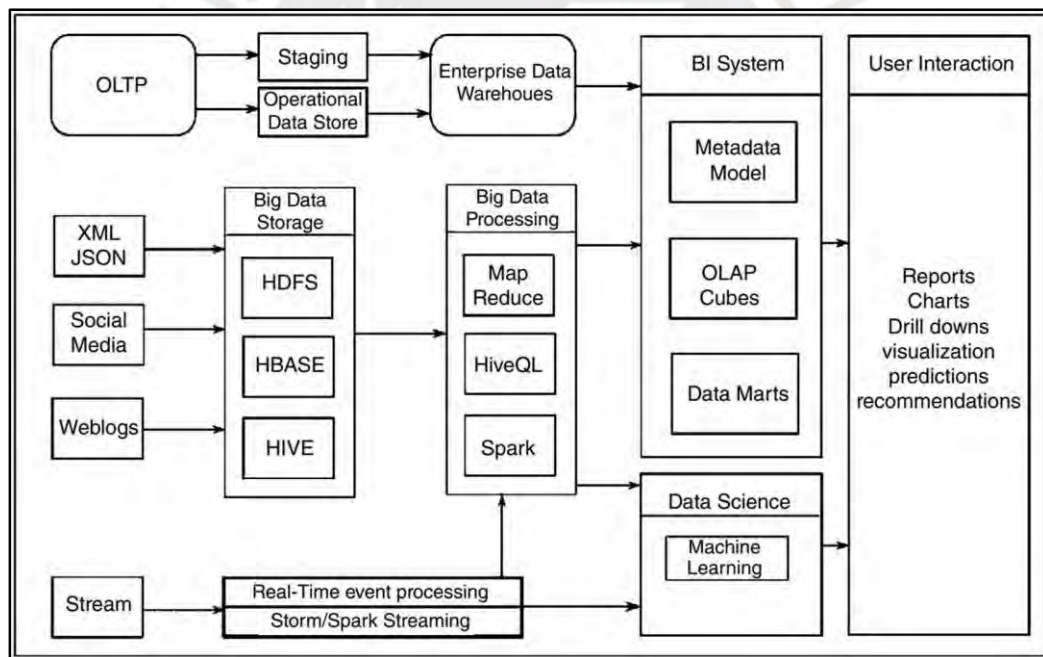 OLTP
Staging
Operational
Data Store
Enterprise Data
Warehoues
BI System
Metadata
Model
OLAP
Cubes
Data Marts
User Interaction
Reports
Charts
Drill downs
visualization
predictions
recommendations
XML
JSON
Social
Media
Weblogs
Big Data
Storage
HDFS
HBASE
HIVE
Big Data
Processing
Map
Reduce
HiveQL
Spark
Data Science
Machine
Learning
Stream
Real-Time event processing
Storm/Spark Streaming